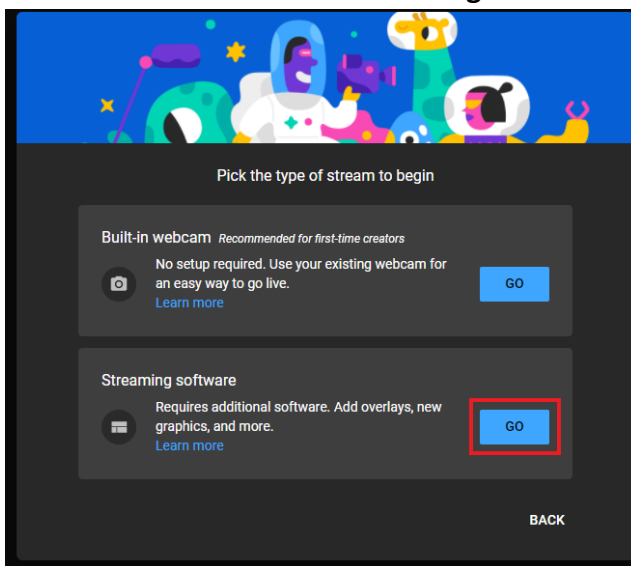 Pick the type of stream to begin
Built-in webcam Recommended for first-time creators
No setup required. Use your existing webcam for
an easy way to go live.
Learn more
GO
Streaming software
Requires additional software. Add overlays, new
graphics, and more.
Learn more
GO
BACK